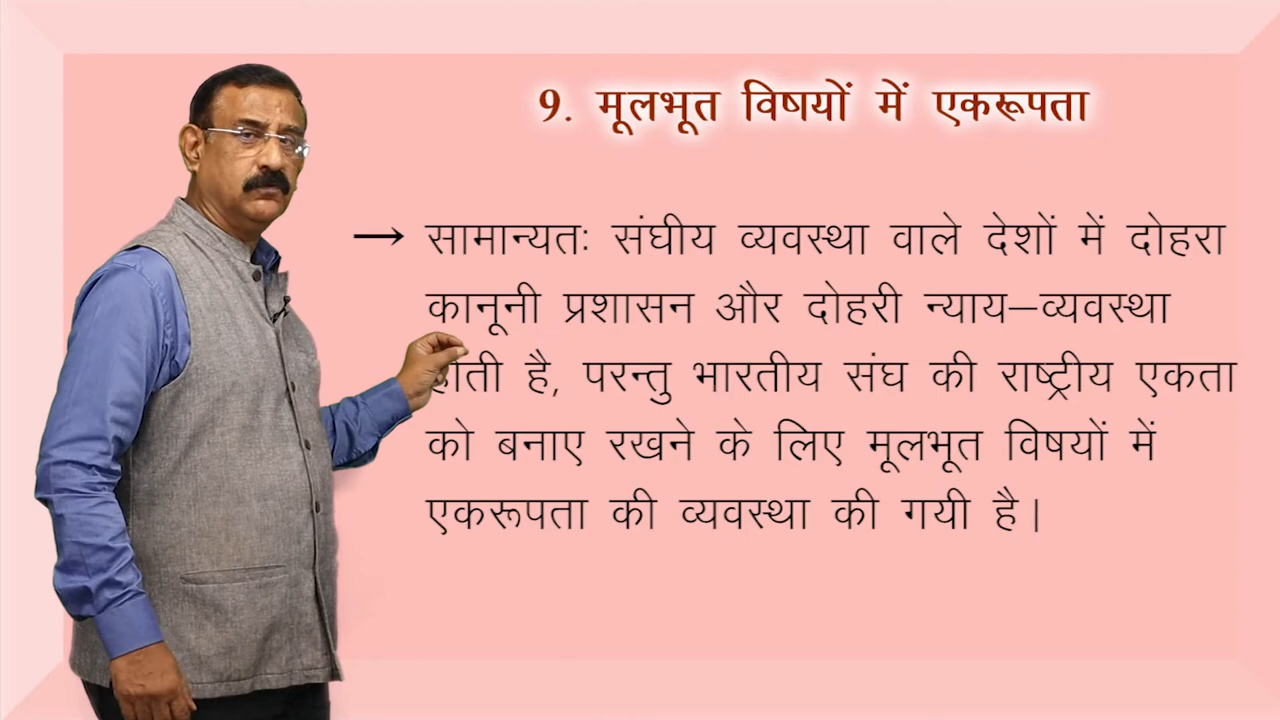 9. मूलभूत विषयों में एकरूपता
→ सामान्यतः संघीय व्यवस्था वाले देशों में दोहरा
कानूनी प्रशासन और दोहरी न्याय–व्यवस्था
होती है, परन्तु भारतीय संघ की राष्ट्रीय एकता
को बनाए रखने के लिए मूलभूत विषयों में
एकरूपता की व्यवस्था की गयी है।